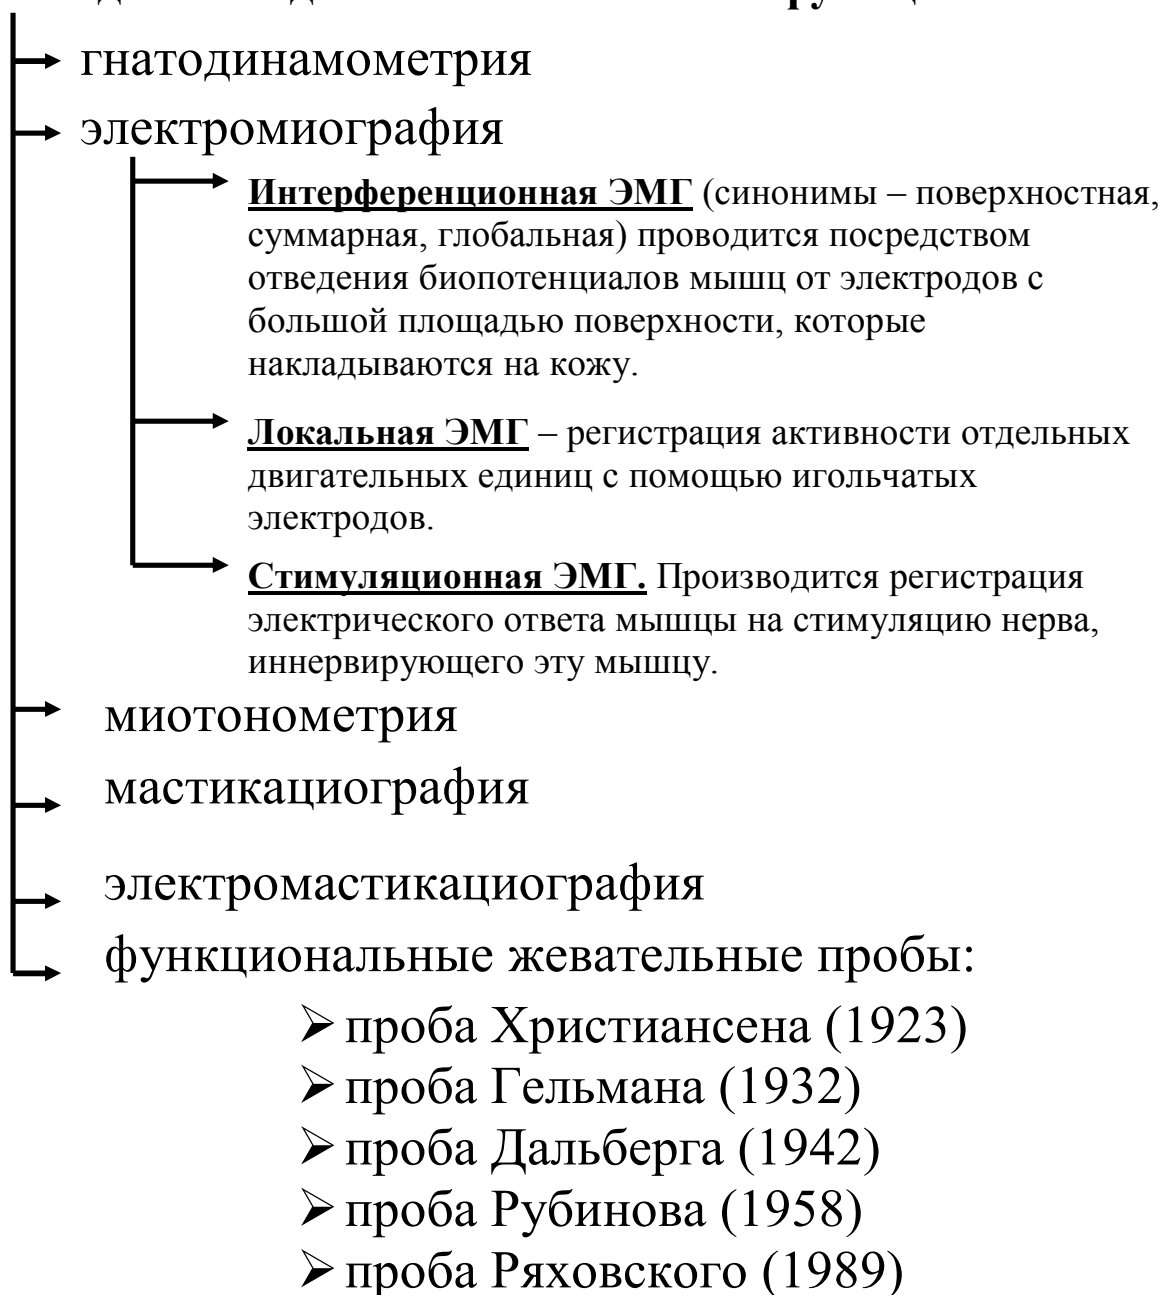 гнатодинамометрия
электромиография
Интерференционная ЭМГ (синонимы – поверхностная,
суммарная, глобальная) проводится посредством
отведения биопотенциалов мышц от электродов с
большой площадью поверхности, которые
накладываются на кожу.
Локальная ЭМГ – регистрация активности отдельных
двигательных единиц с помощью игольчатых
электродов.
Стимуляционная ЭМГ. Производится регистрация
электрического ответа мышцы на стимуляцию нерва,
иннервирующего эту мышцу.
миотонометрия
мастикациография
электромастикациография
функциональные жевательные пробы:
➢ проба Христиансена (1923)
➢ проба Гельмана (1932)
➢ проба Дальберга (1942)
➢ проба Рубинова (1958)
➢ проба Ряховского (1989)